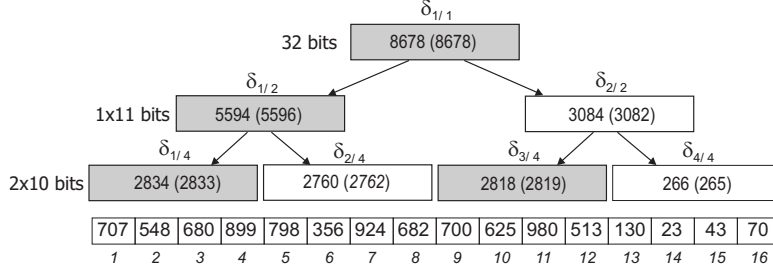 δ1/1
32 bits 8678 (8678)
δ1/2 δ2/2
1x11 bits 5594 (5596) 3084 (3082)
δ1/4 δ2/4 δ3/4 δ4/4
2x10 bits 2834 (2833) 2760 (2762) 2818 (2819) 266 (265)
707 548 680 899 798 356 924 682 700 625 980 513 130 23 43 70
1 2 3 4 5 6 7 8 9 10 11 12 13 14 15 16